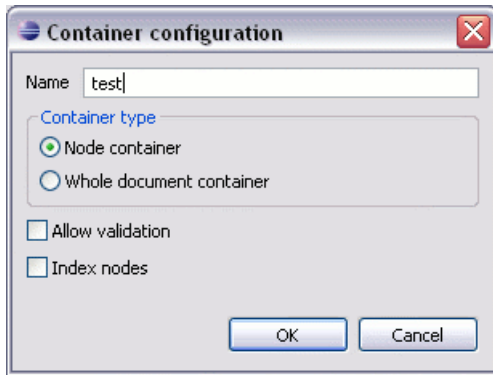 Container configuration
Name test
Container type
Node container
Whole document container
Allow validation
Index nodes
OK Cancel